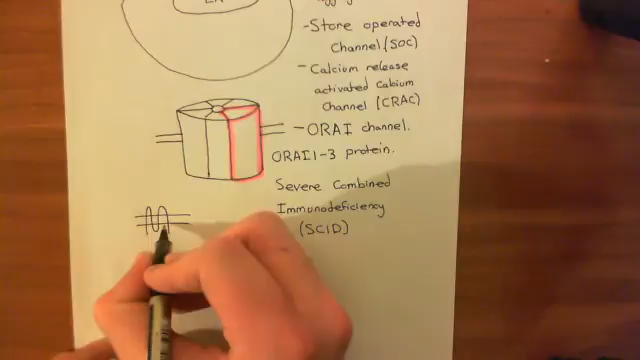 ER
- Store operated
Channel (SOC)
- Calcium release
activated Calcium
Channel (CRAC)
- ORAI channel.
ORAI1-3 protein.
Severe Combined
Immunodeficiency
(SCID)